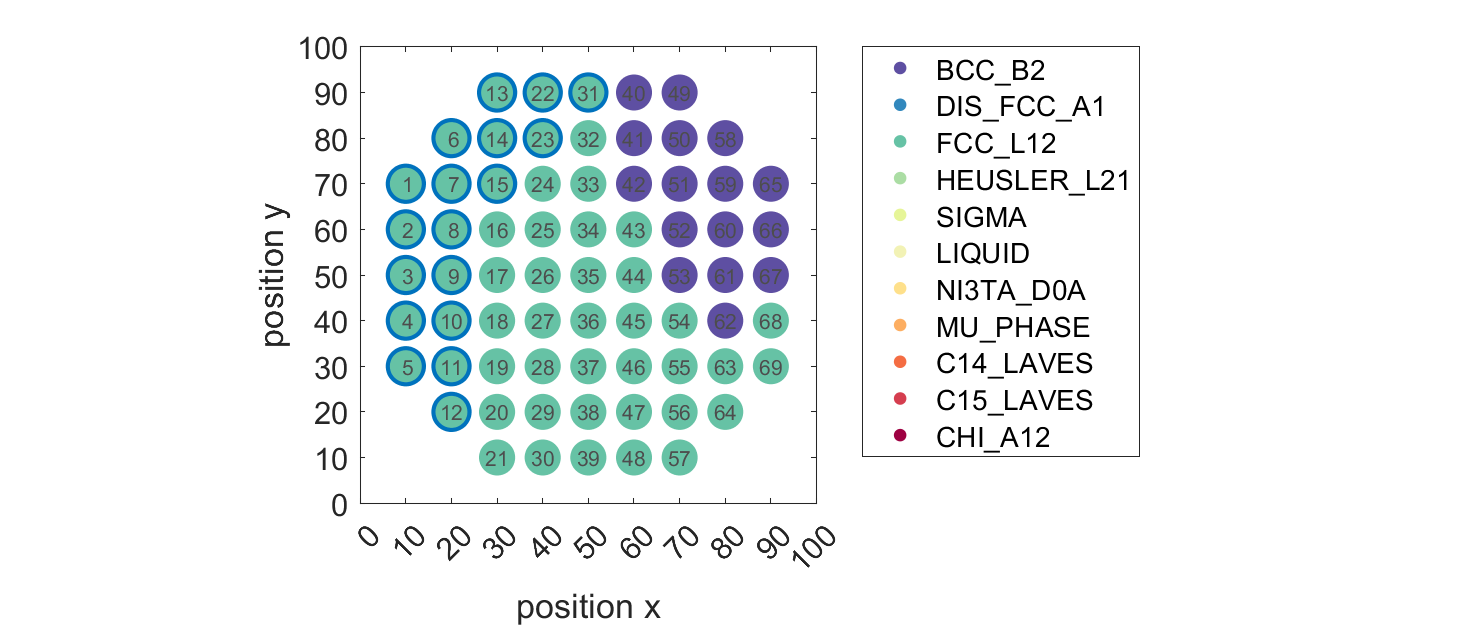 100
90 13 22 31 40 49
80 6 14 23 32 41 50 58
70 1 7 15 24 33 42 51 59 65
60 2 8 16 25 34 43 52 60 66
50 3 9 17 26 35 44 53 61 67
40 4 10 18 27 36 45 54 62 68
30 5 11 19 28 37 46 55 63 69
20 12 20 29 38 47 56 64
10 21 30 39 48 57
0
position y
0 10 20 30 40 50 60 70 80 90 100
position x
BCC_B2
DIS_FCC_A1
FCC_L12
HEUSLER_L21
SIGMA
LIQUID
NI3TA_D0A
MU_PHASE
C14_LAVES
C15_LAVES
CHI_A12